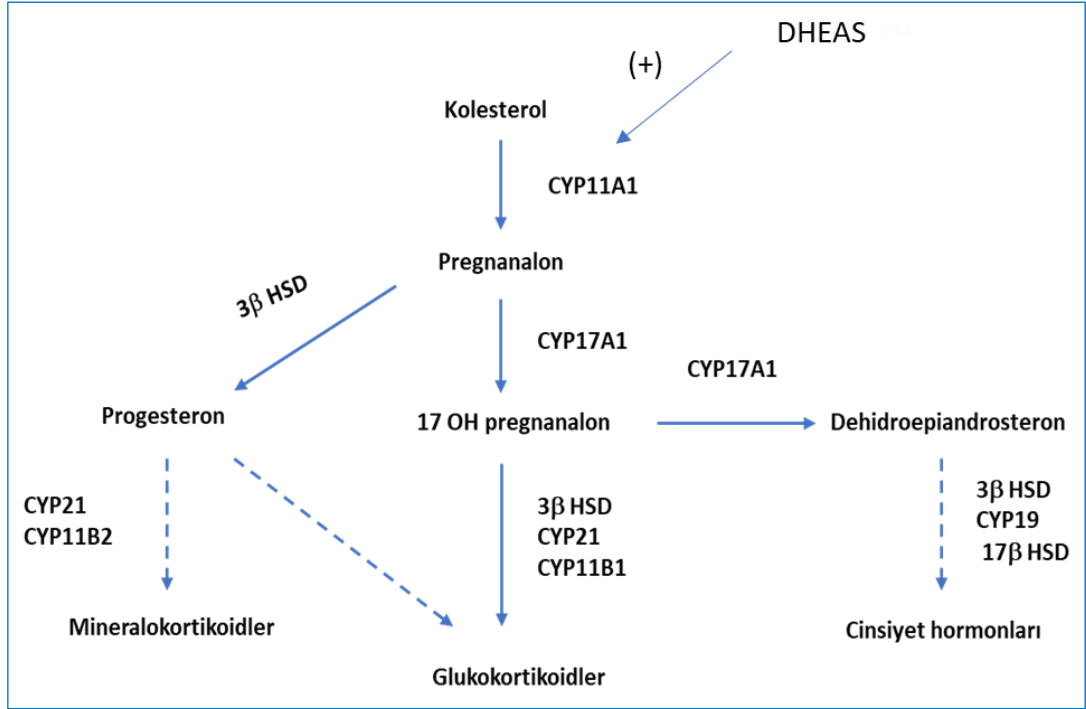 DHEAS
(+)
Kolesterol
CYP11A1
Pregnanalon
3β HSD
CYP17A1
CYP17A1
Progesteron
17 OH pregnanalon
Dehidroepiandrosteron
CYP21
CYP11B2
3β HSD
CYP21
CYP11B1
3β HSD
CYP19
17β HSD
Mineralokortikoidler
Glukokortikoidler
Cinsiyet hormonları